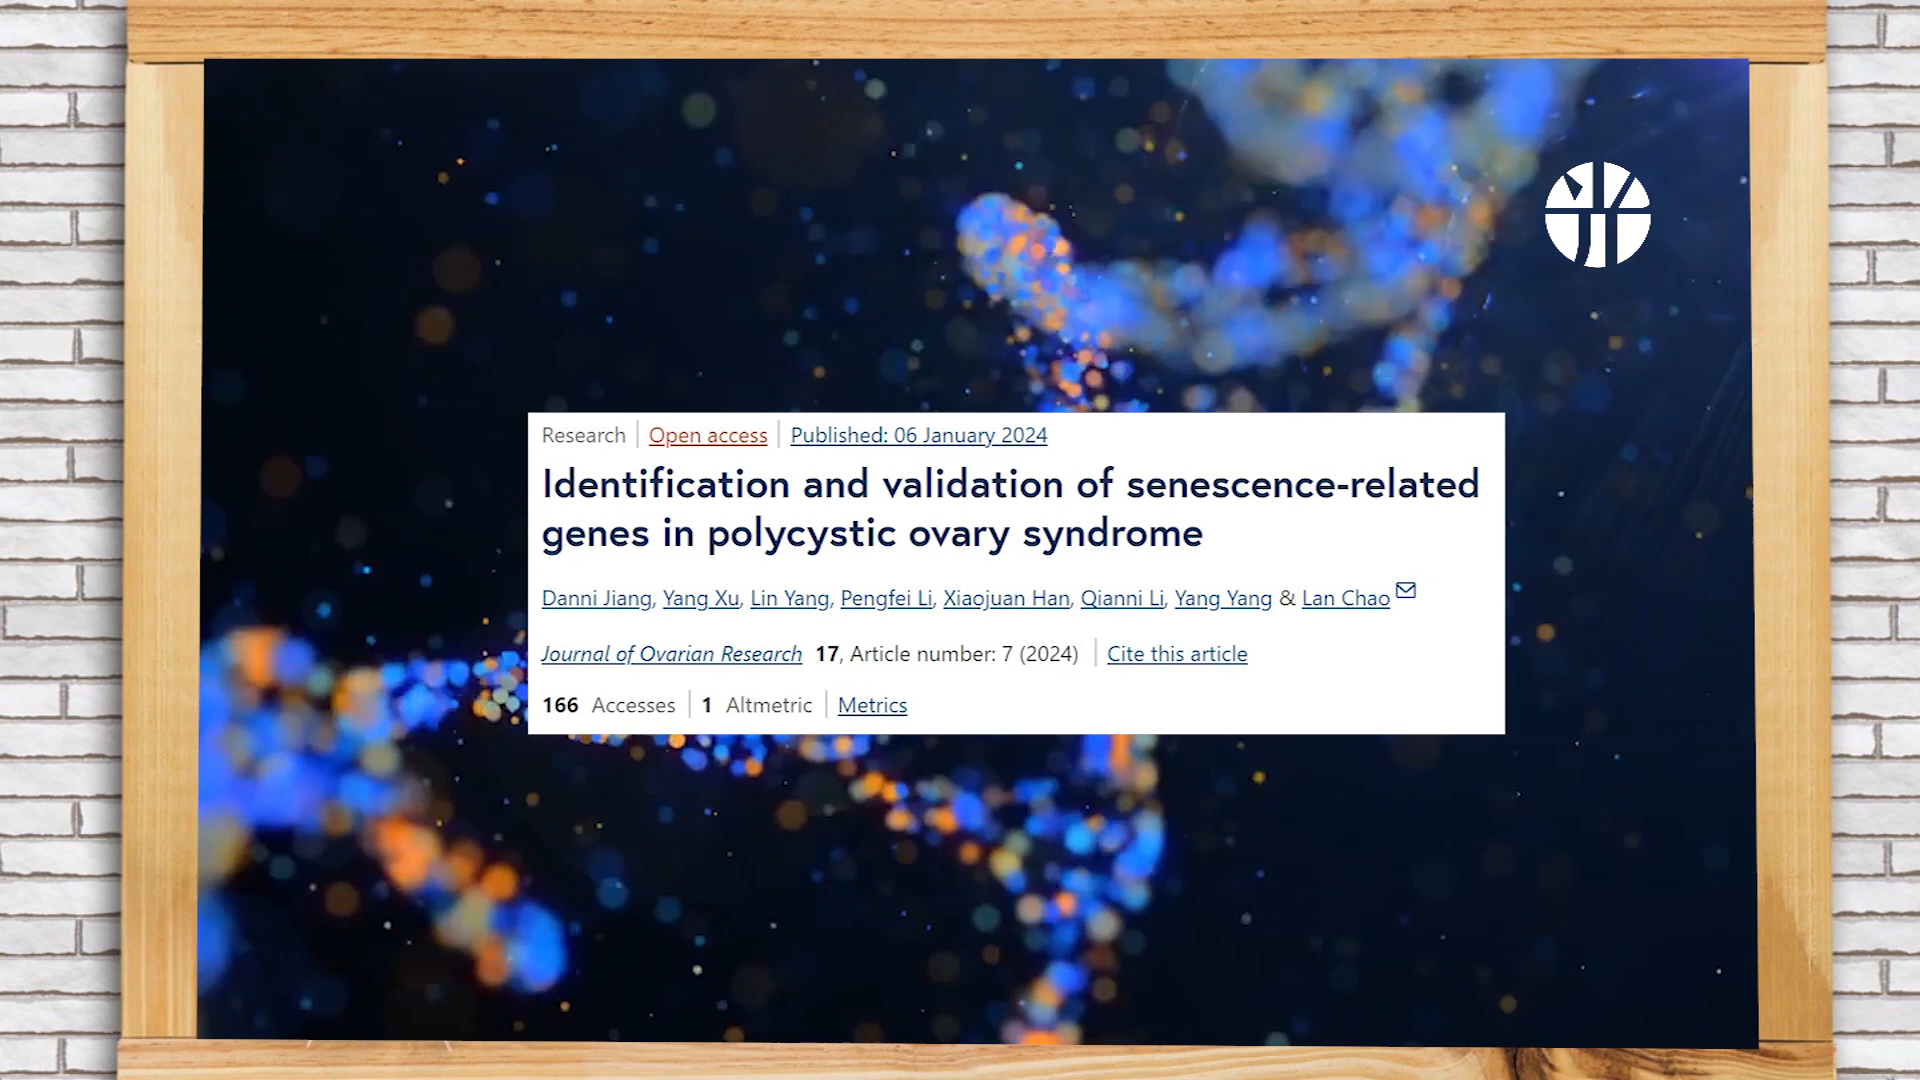 Research | Open access | Published: 06 January 2024
Identification and validation of senescence-related
genes in polycystic ovary syndrome
Danni Jiang, Yang Xu, Lin Yang, Pengfei Li, Xiaojuan Han, Qianni Li, Yang Yang & Lan Chao
Journal of Ovarian Research 17, Article number: 7 (2024) | Cite this article
166 Accesses | 1 Altmetric | Metrics